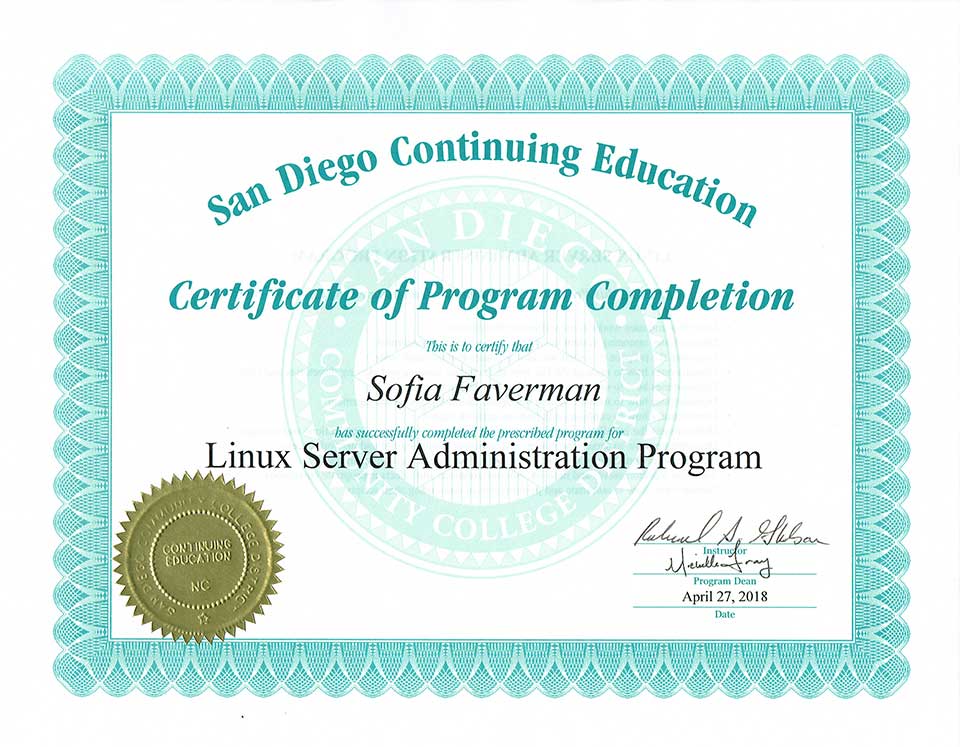 San Diego Continuing Education
SAN DIEGO
COMMUNITY COLLEGE DISTRICT
Certificate of Program Completion
This is to certify that
Sofia Faverman
has successfully completed the prescribed program for
Linux Server Administration Program
CONTINUING
EDUCATION
NC
Instructor
Program Dean
April 27, 2018
Date